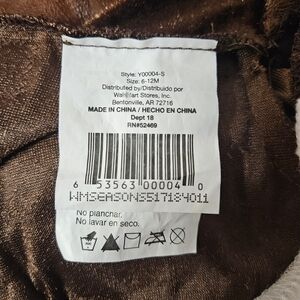 Style: Y00004-S
Size: 6-12M
Distributed by/Distribuido por
Wal-Mart Stores, Inc.
Bentonville, AR 72716
MADE IN CHINA / HECHO EN CHINA
Dept 18
RN#52469
6 53563 00004 0
WMSEASONS517184011
No planchar.
No lavar en seco.